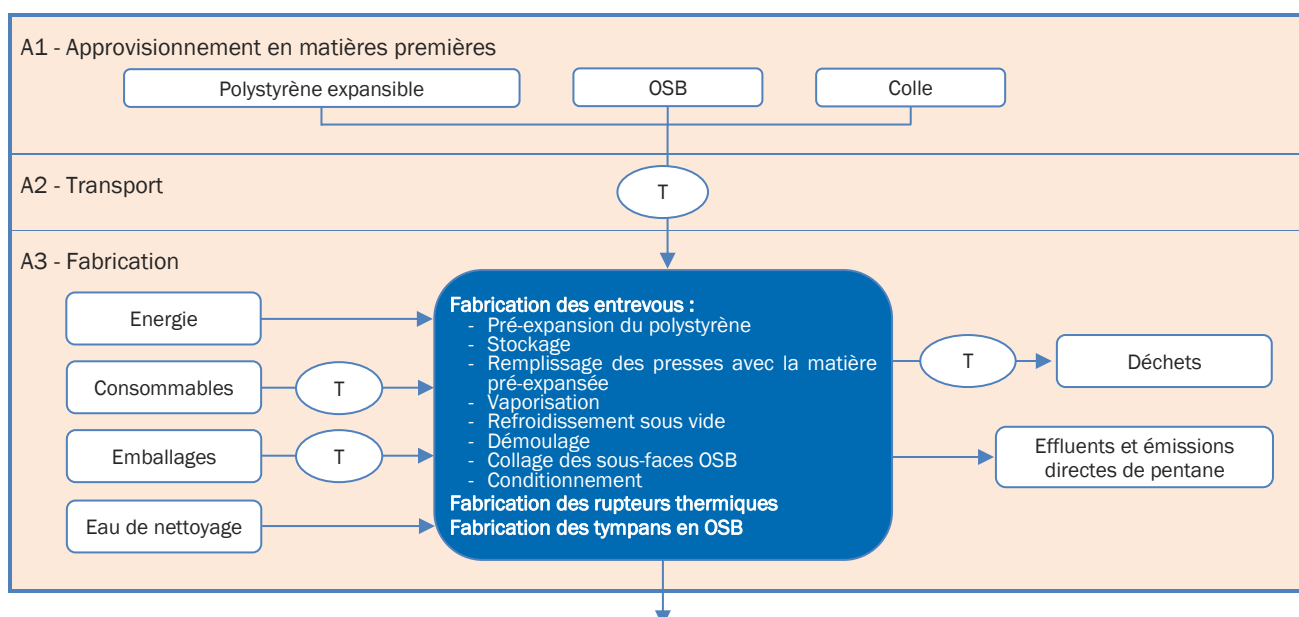 A1 - Approvisionnement en matières premières
Polystyrène expansible
OSB
Colle
A2 - Transport
T
A3 - Fabrication
Energie
Consommables
T
Emballages
T
Eau de nettoyage
Fabrication des entrevous :
- Pré-expansion du polystyrène
- Stockage
- Remplissage des presses avec la matière
pré-expansée
- Vaporisation
- Refroidissement sous vide
- Démoulage
- Collage des sous-faces OSB
- Conditionnement
Fabrication des rupteurs thermiques
Fabrication des tympans en OSB
T
Déchets
Effluents et émissions
directes de pentane